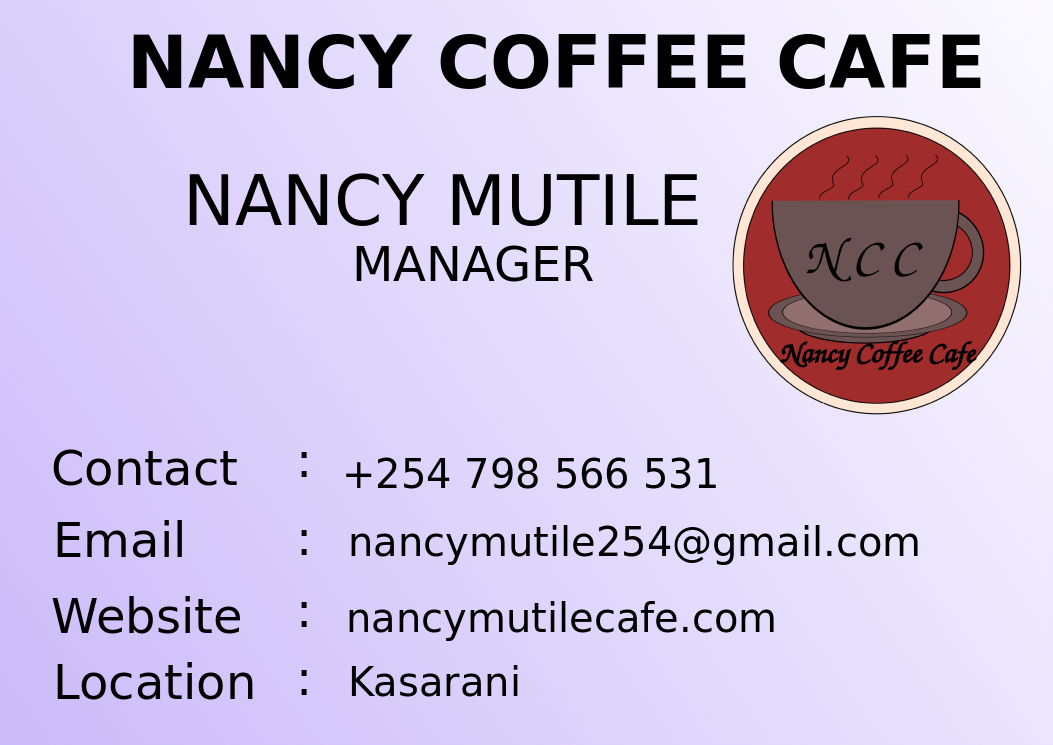 NANCY COFFEE CAFE
NANCY MUTILE
MANAGER
N C C
Nancy Coffee Cafe
Contact : +254 798 566 531
Email : nancymutile254@gmail.com
Website : nancymutilecafe.com
Location : Kasarani